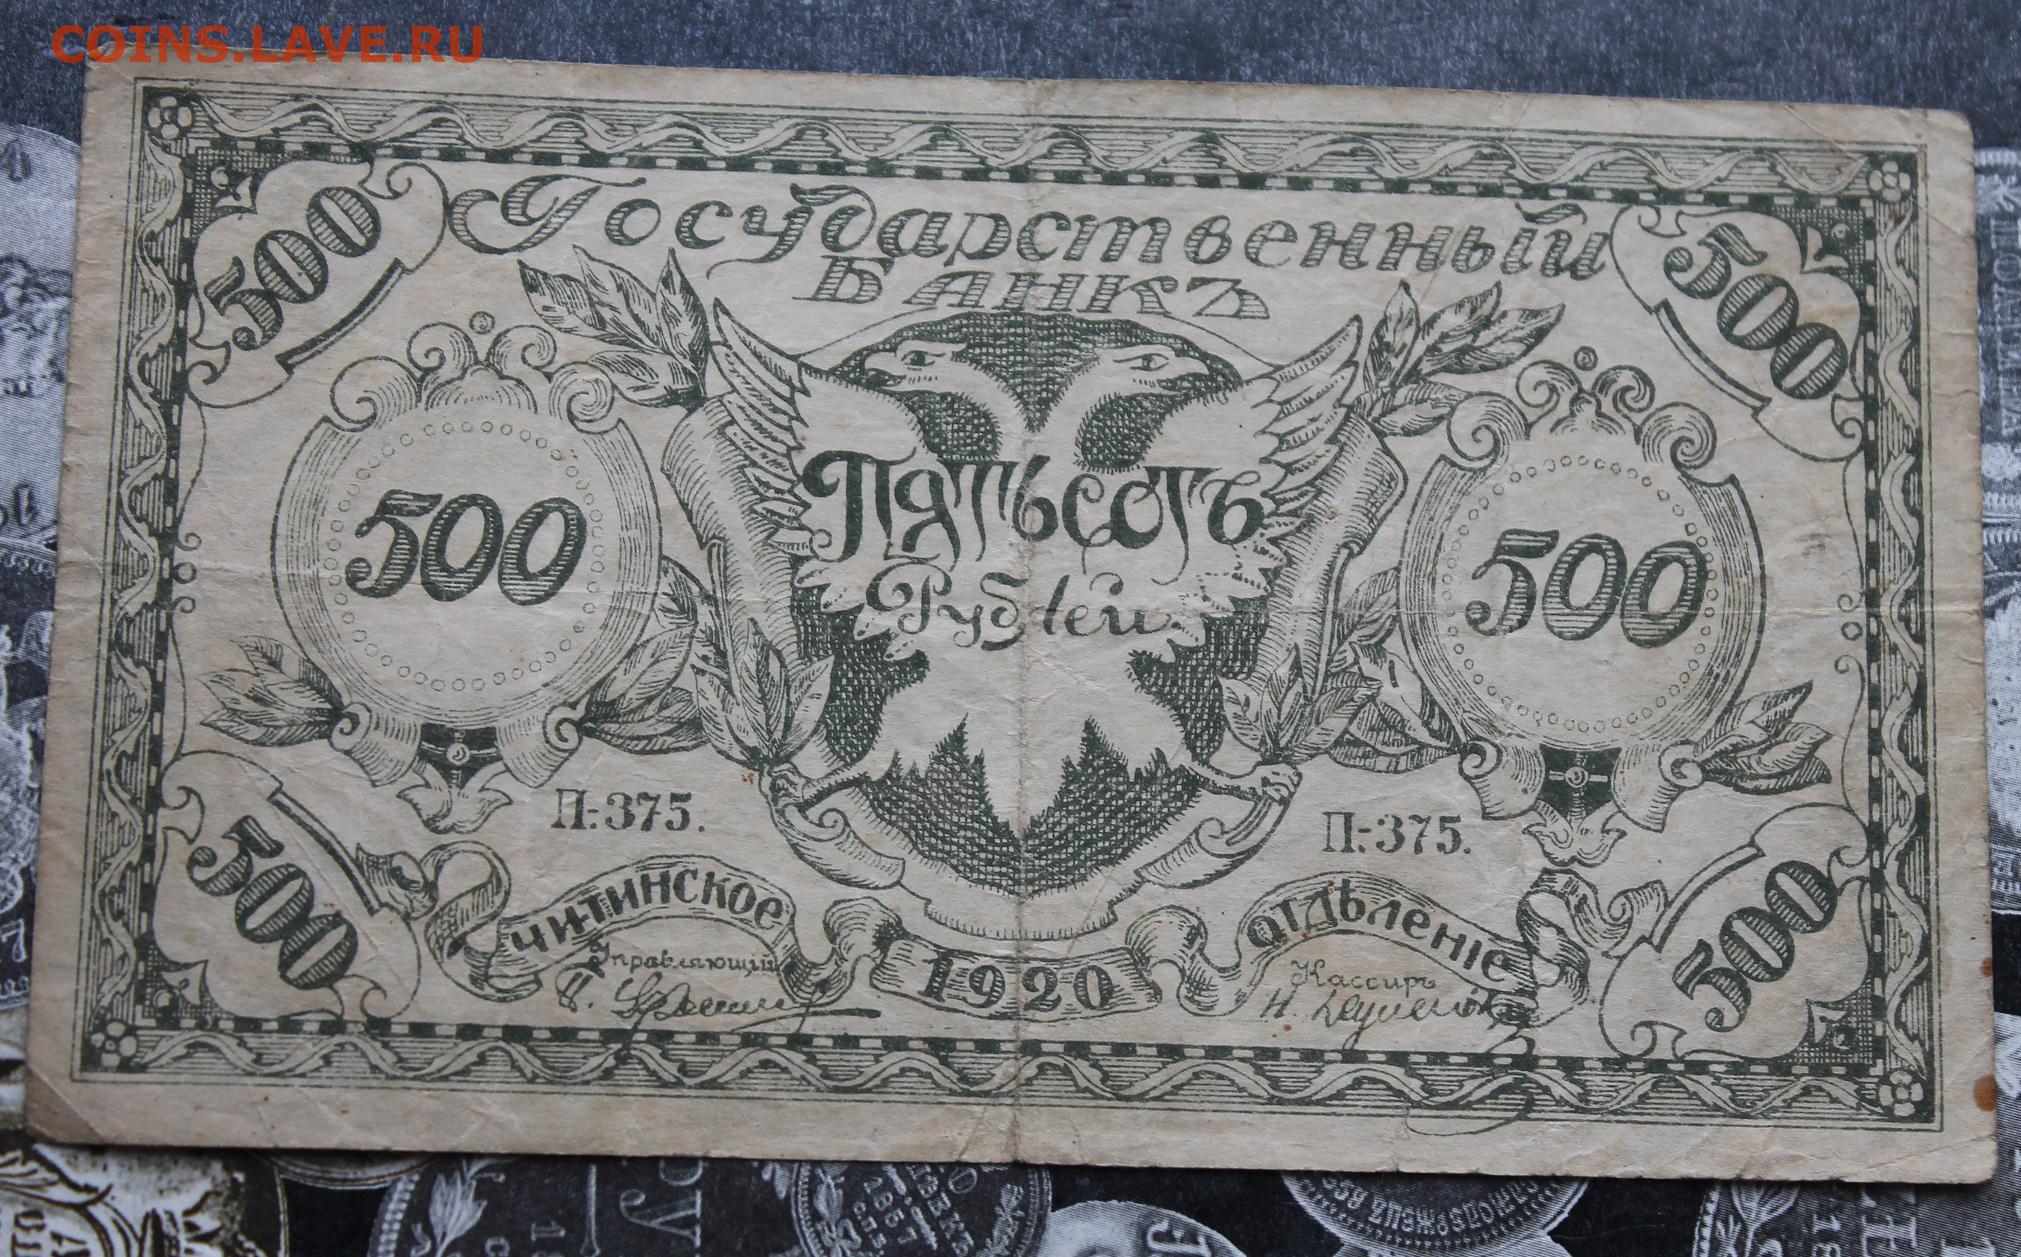 COINS.LAVE.RU
Государственный
Банкъ
500
500
Пятьсотъ
500
500
Рублей.
П.-375.
П.-375.
500
500
Читинское
Отдѣленіе
Управляющій
1920
Кассиръ